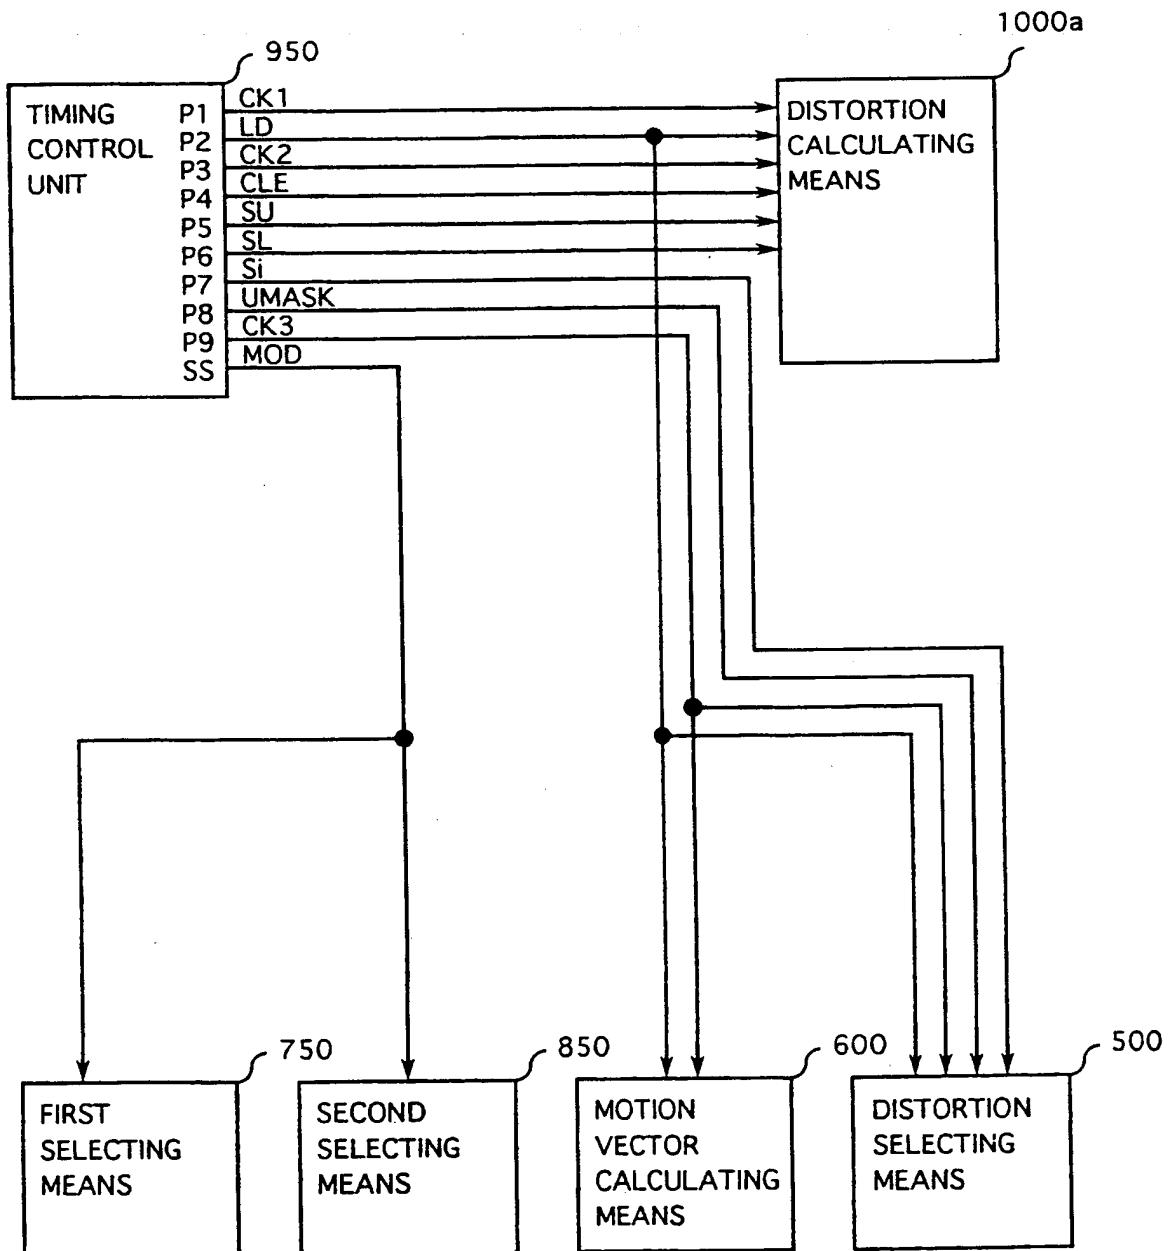 1000a
950
TIMING
CONTROL
UNIT
P1
P2
P3
P4
P5
P6
P7
P8
P9
SS
CK1
LD
CK2
CLE
SU
SL
Si
UMASK
CK3
MOD
DISTORTION
CALCULATING
MEANS
750
FIRST
SELECTING
MEANS
850
SECOND
SELECTING
MEANS
600
MOTION
VECTOR
CALCULATING
MEANS
500
DISTORTION
SELECTING
MEANS